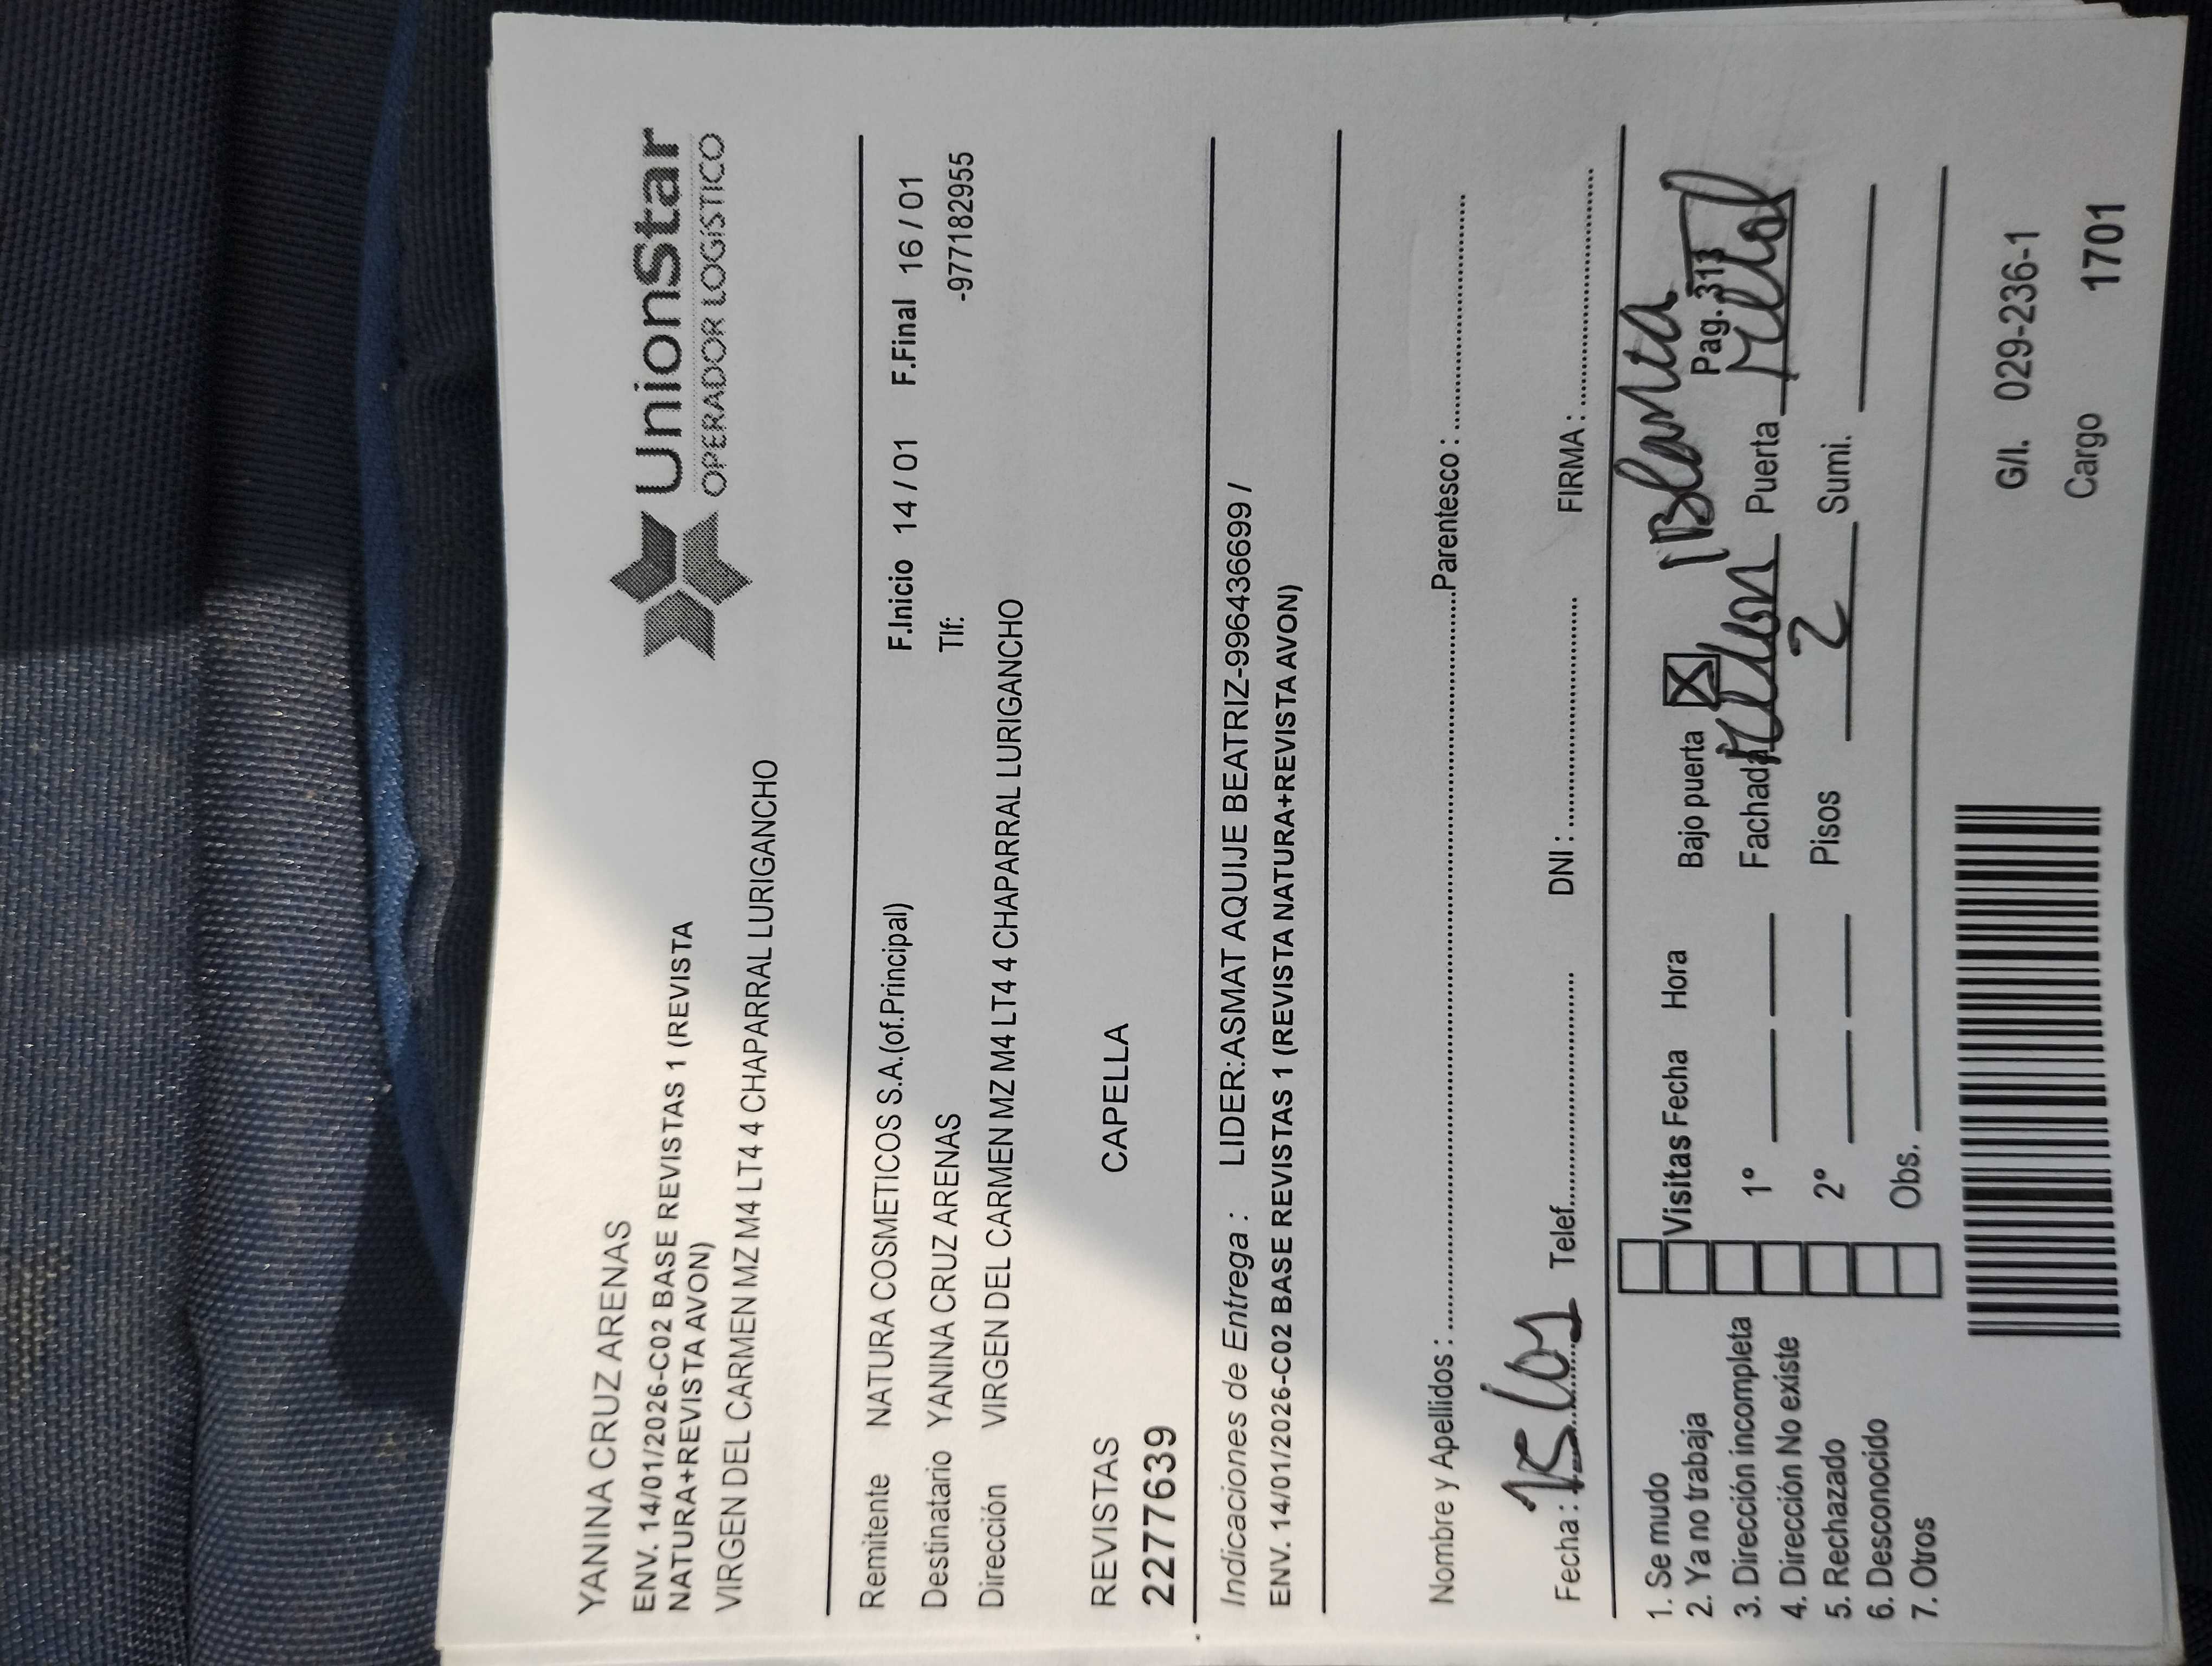 YANINA CRUZ ARENAS
ENV. 14/01/2026-C02 BASE REVISTAS 1 (REVISTA
NATURA+REVISTA AVON)
VIRGEN DEL CARMEN MZ M4 LT4 4 CHAPARRAL LURIGANCHO
UnionStar
OPERADOR LOGíSTICO
Remitente NATURA COSMETICOS S.A.(of.Principal)
F.Inicio 14 / 01 F.Final 16 / 01
Destinatario YANINA CRUZ ARENAS Tlf: -977182955
Dirección VIRGEN DEL CARMEN MZ M4 LT4 4 CHAPARRAL LURIGANCHO
REVISTAS CAPELLA
2277639
Indicaciones de Entrega : LIDER:ASMAT AQUIJE BEATRIZ-996436699 /
ENV. 14/01/2026-C02 BASE REVISTAS 1 (REVISTA NATURA+REVISTA AVON)
Nombre y Apellidos : Parentesco :
Fecha : 15/01 Telef. DNI : FIRMA :
1. Se mudo
2. Ya no trabaja
3. Dirección incompleta
4. Dirección No existe
5. Rechazado
6. Desconocido
7. Otros
Visitas Fecha Hora
1°
2°
Obs.
Bajo puerta Blanca
Pag. 313
Fachada Puerta Metal
Pisos 2 Sumi.
G/I. 029-236-1
Cargo 1701